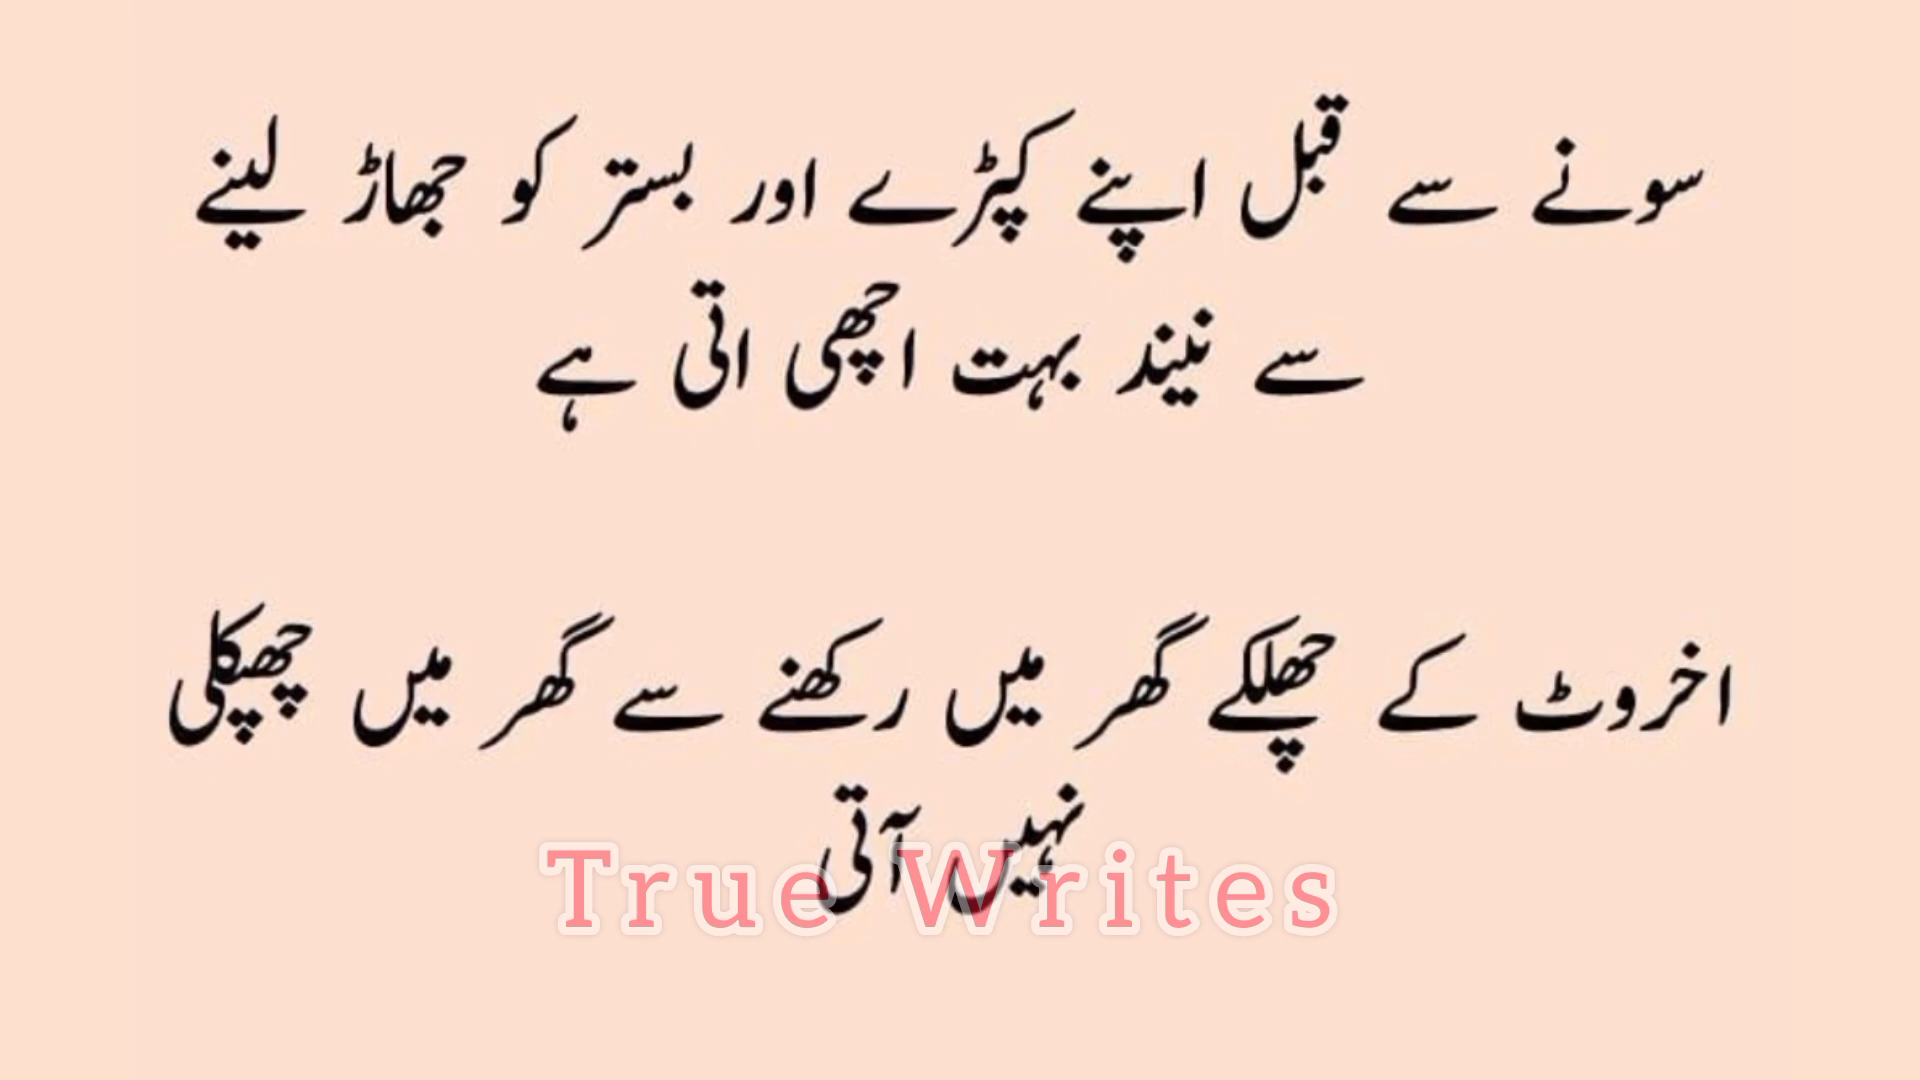 سونے سے قبل اپنے کپڑے اور بستر کو جھاڑ لینے
سے نیند بہت اچھی اتی ہے
اخروٹ کے چھلکے گھر میں رکھنے سے گھر میں چھپکلی
نہیں آتی
True Writes